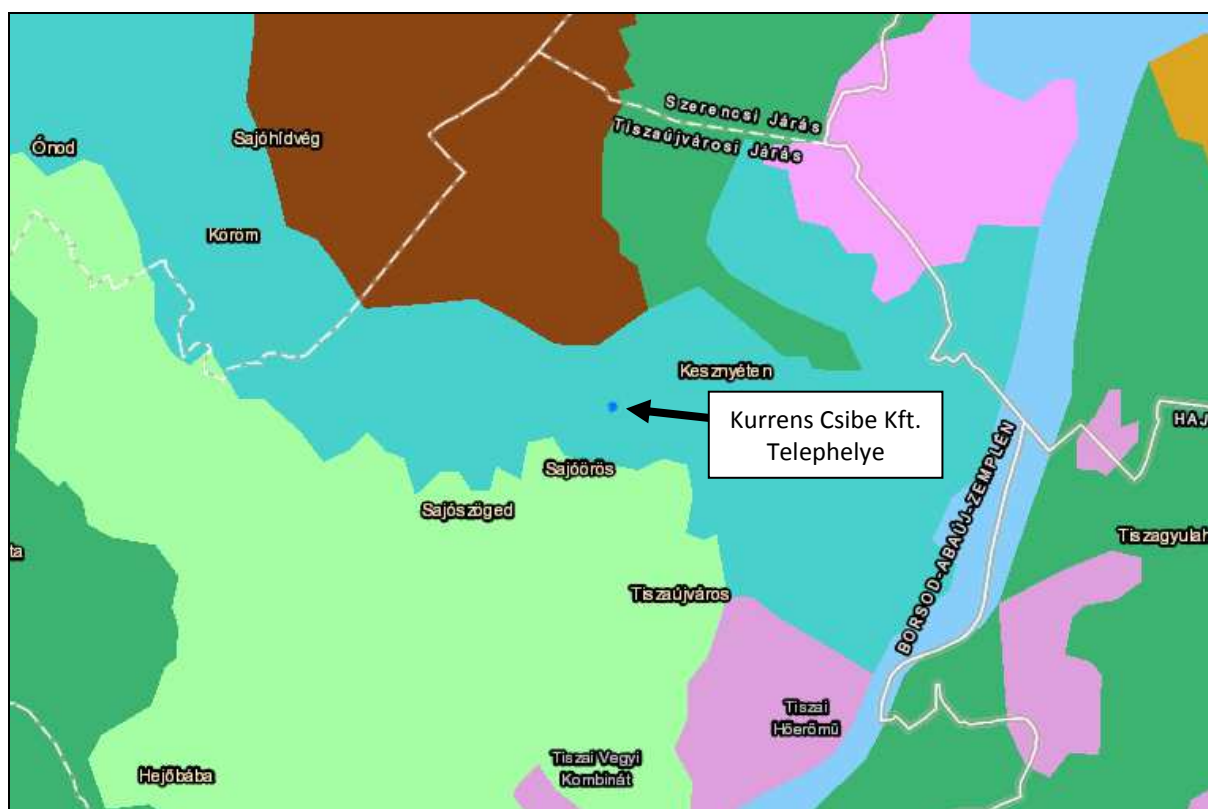 Szerencsi Járás
Tiszaújvárosi Járás
Sajóhídvég
Ónod
Köröm
Kesznyéten
Kurrens Csibe Kft.
Telephelye
HAJ
Sajóörös
Sajószöged
BORSOD-ABAÚJ-ZEMPLÉN
Tiszagyulah
ta
Tiszaújváros
Tiszai
Hőerőmű
Tiszai Vegyi
Kombinát
Hejőbába